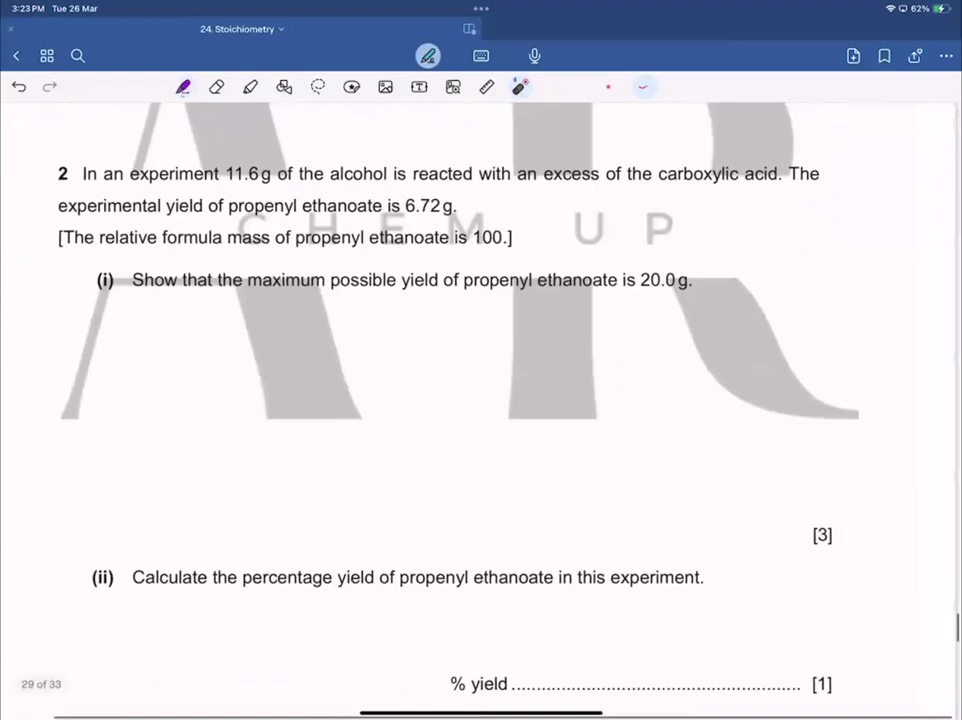 3:23 PM Tue 26 Mar
62%
24. Stoichiometry
2 In an experiment 11.6 g of the alcohol is reacted with an excess of the carboxylic acid. The
experimental yield of propenyl ethanoate is 6.72 g.
CHEM UP
[The relative formula mass of propenyl ethanoate is 100.]
(i) Show that the maximum possible yield of propenyl ethanoate is 20.0 g.
AR
[3]
(ii) Calculate the percentage yield of propenyl ethanoate in this experiment.
29 of 33
% yield ........................................................ [1]